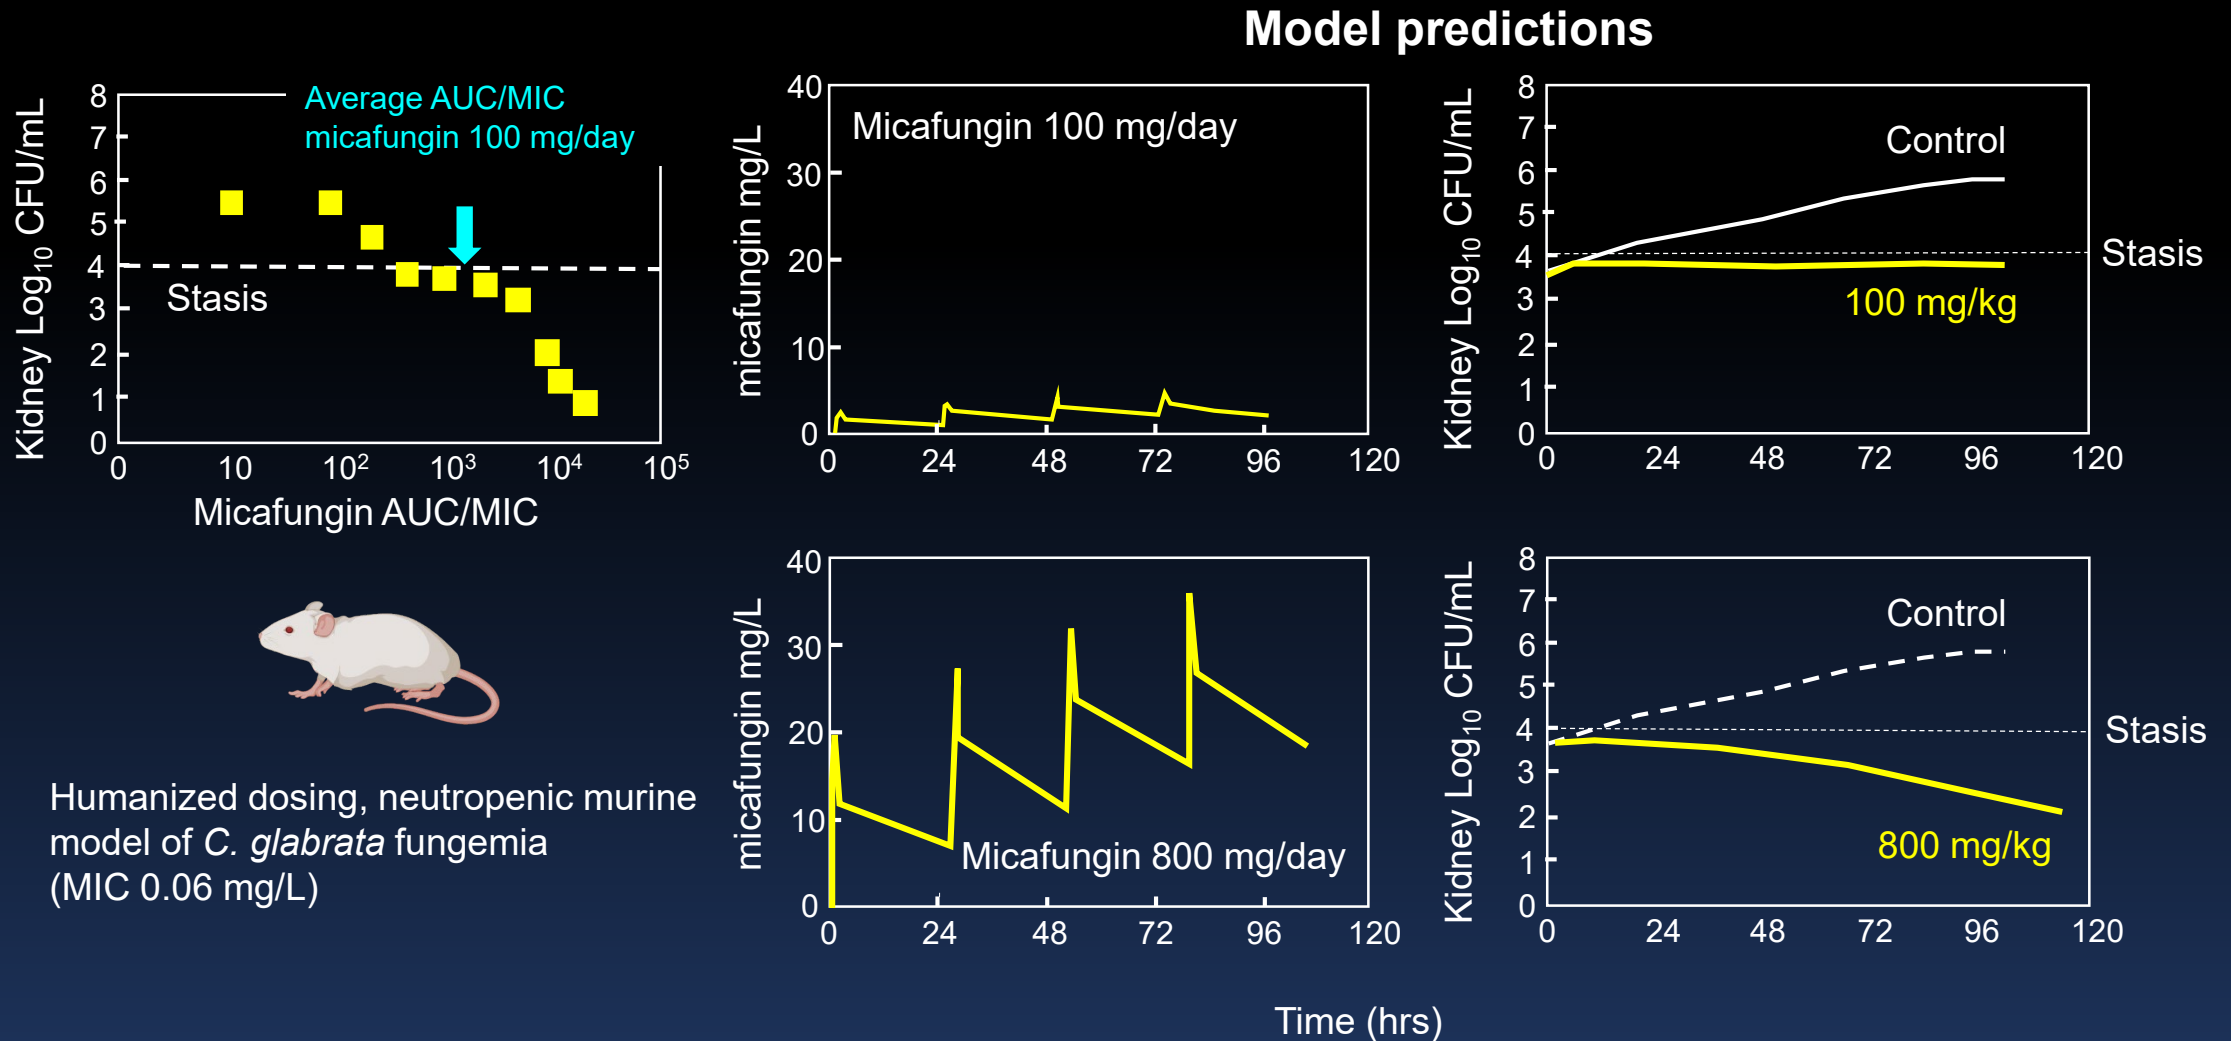 Model predictions
Kidney Log10 CFU/mL
8
7
6
5
4
3
2
1
0
Average AUC/MIC
micafungin 100 mg/day
Stasis
0 10 10² 10³ 10⁴ 10⁵
Micafungin AUC/MIC
micafungin mg/L
40
30
20
10
0
Micafungin 100 mg/day
0 24 48 72 96 120
Kidney Log10 CFU/mL
8
7
6
5
4
3
2
1
0
Control
Stasis
100 mg/kg
0 24 48 72 96 120
Humanized dosing, neutropenic murine
model of C. glabrata fungemia
(MIC 0.06 mg/L)
micafungin mg/L
40
30
20
10
0
Micafungin 800 mg/day
0 24 48 72 96 120
Kidney Log10 CFU/mL
8
7
6
5
4
3
2
1
0
Control
Stasis
800 mg/kg
0 24 48 72 96 120
Time (hrs)